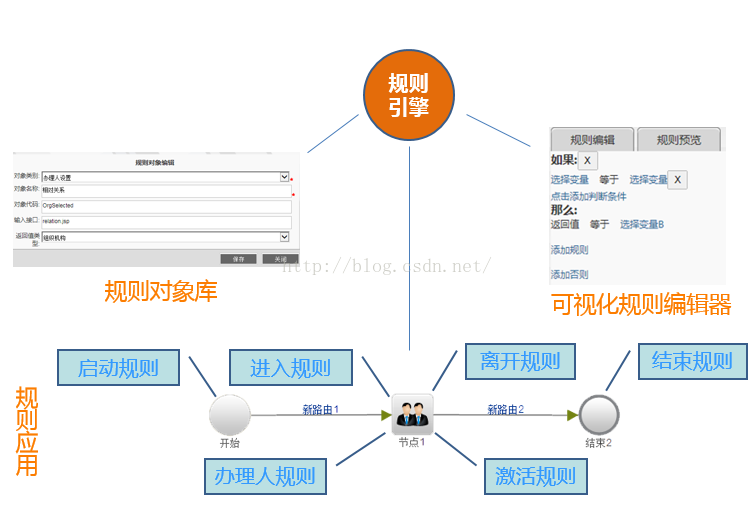 规则
引擎
规则对象编辑
对象类别: 办理人设置
对象名称: 相对关系
对象代码: OrgSelected
输入接口: relation.jsp
返回值类型: 组织机构
保存 关闭
规则对象库
规则编辑 规则预览
如果: X
选择变量 等于 选择变量 X
点击添加判断条件
那么:
返回值 等于 选择变量B
添加规则
添加否则
可视化规则编辑器
http://blog.csdn.net/
规则应用
启动规则 进入规则 离开规则 结束规则
开始 新路由1 节点1 新路由2 结束2
办理人规则 激活规则